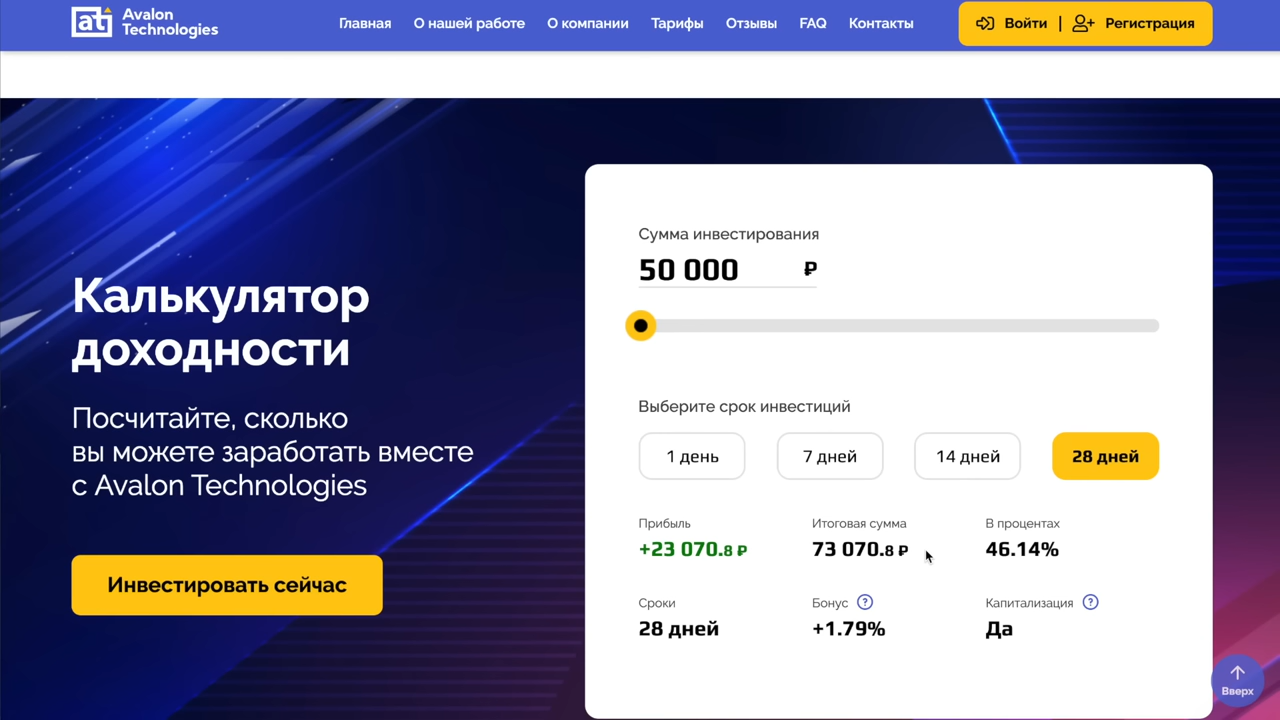 ati
Avalon
Technologies
Главная
О нашей работе
О компании
Тарифы
Отзывы
FAQ
Контакты
Войти | Регистрация
Калькулятор
доходности
Посчитайте, сколько
вы можете заработать вместе
с Avalon Technologies
Инвестировать сейчас
Сумма инвестирования
50 000 ₽
Выберите срок инвестиций
1 день
7 дней
14 дней
28 дней
Прибыль
+23 070.8 ₽
Итоговая сумма
73 070.8 ₽
В процентах
46.14%
Сроки
28 дней
Бонус ?
+1.79%
Капитализация ?
Да
Вверх